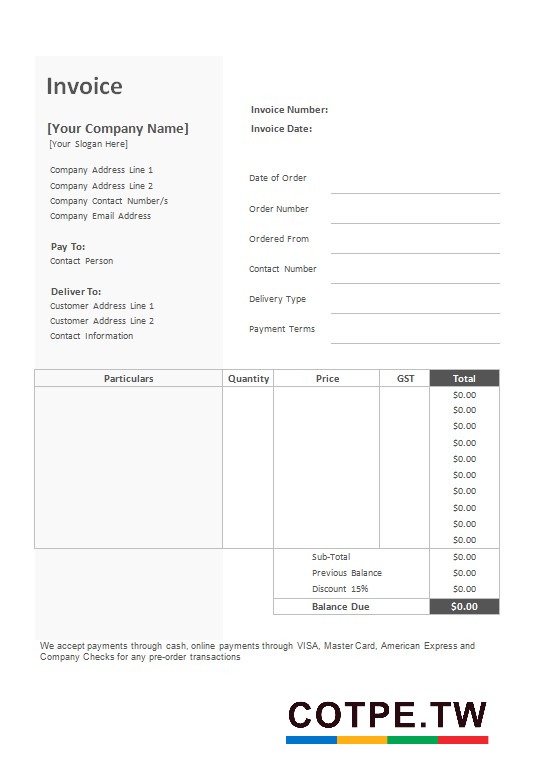 Invoice
[Your Company Name]
[Your Slogan Here]
Company Address Line 1
Company Address Line 2
Company Contact Number/s
Company Email Address
Pay To:
Contact Person
Deliver To:
Customer Address Line 1
Customer Address Line 2
Contact Information
Invoice Number:
Invoice Date:
Date of Order
Order Number
Ordered From
Contact Number
Delivery Type
Payment Terms
Particulars Quantity Price GST Total
$0.00
$0.00
$0.00
$0.00
$0.00
$0.00
$0.00
$0.00
$0.00
$0.00
Sub-Total $0.00
Previous Balance $0.00
Discount 15% $0.00
Balance Due $0.00
We accept payments through cash, online payments through VISA, Master Card, American Express and
Company Checks for any pre-order transactions
COTPE.TW